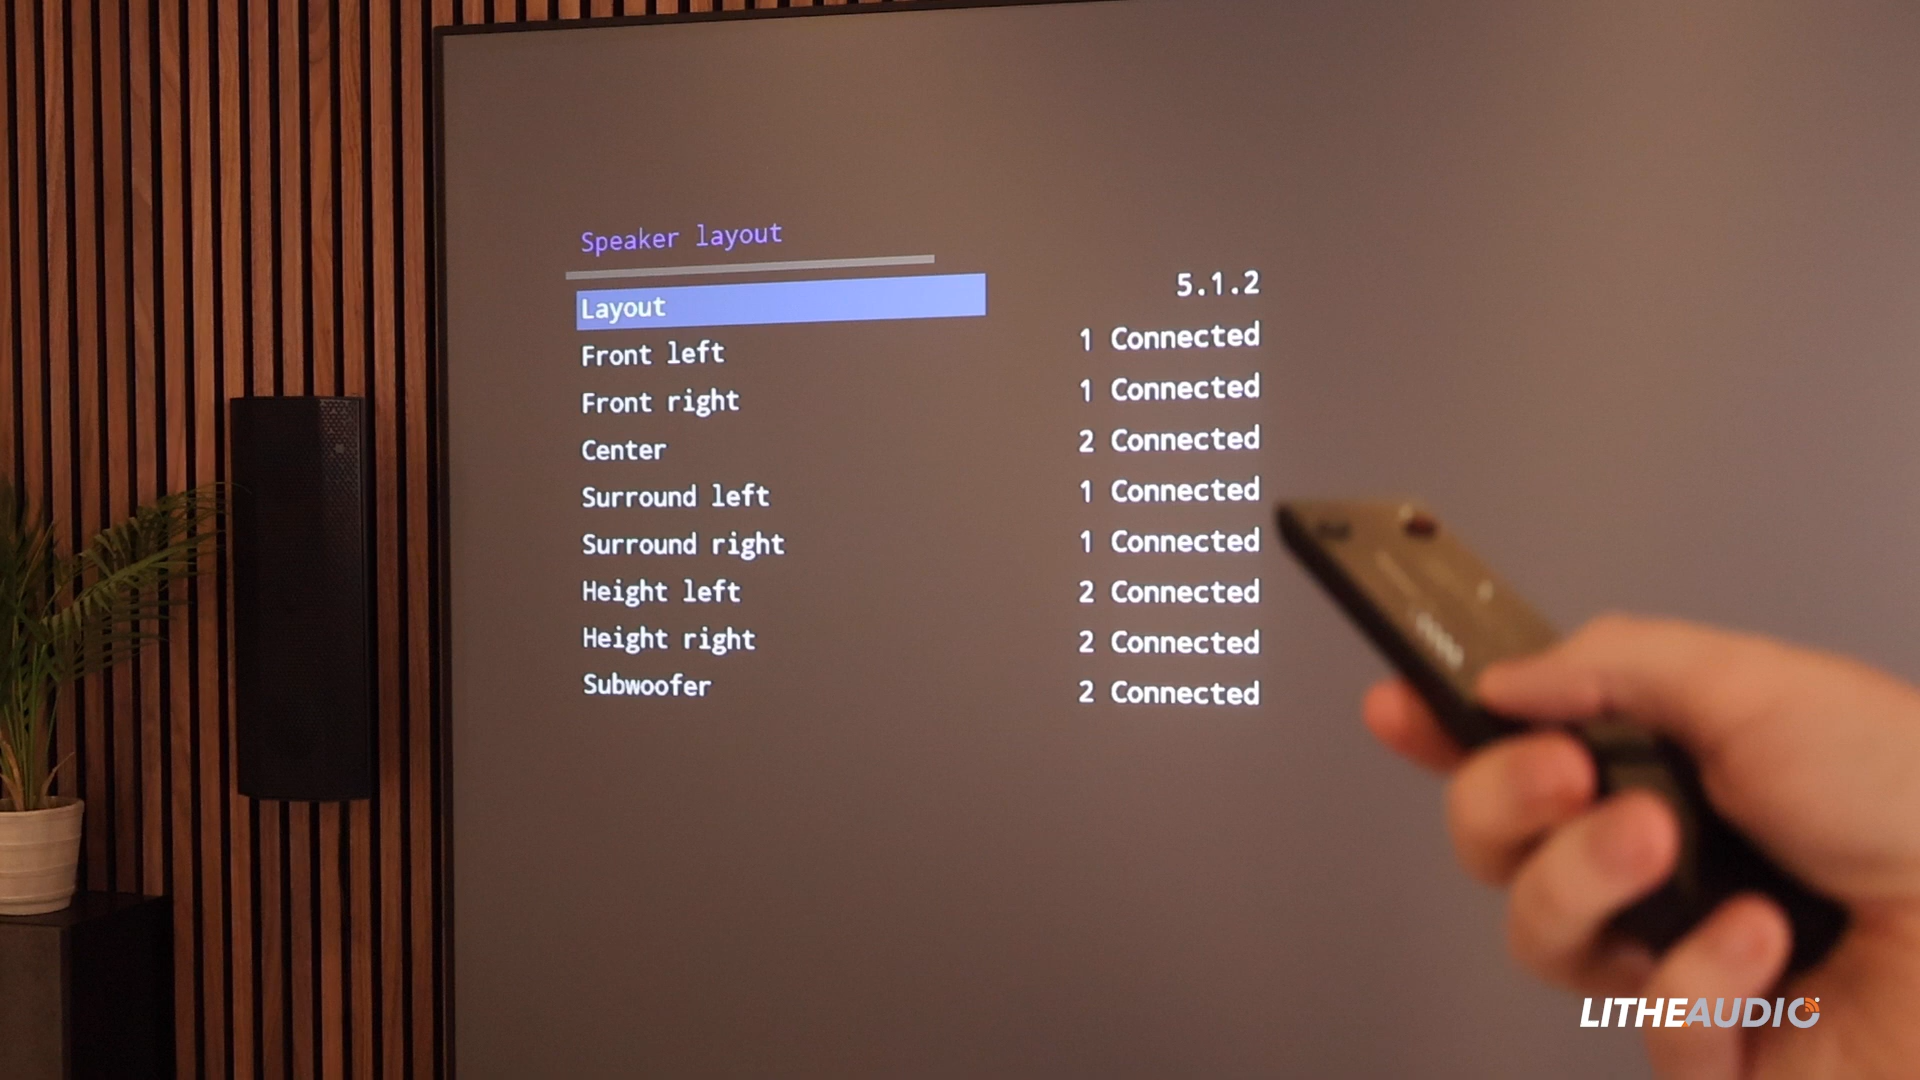 Speaker layout
Layout 5.1.2
Front left 1 Connected
Front right 1 Connected
Center 2 Connected
Surround left 1 Connected
Surround right 1 Connected
Height left 2 Connected
Height right 2 Connected
Subwoofer 2 Connected
LITHEAUDIO